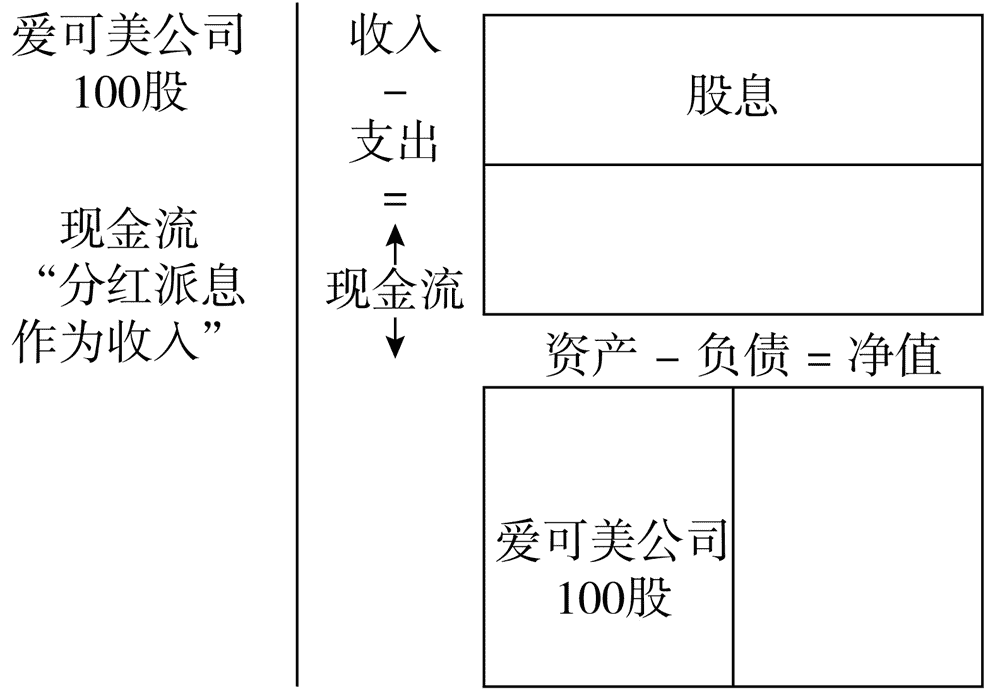 爱可美公司
100股
现金流
“分红派息
作为收入”
收入
–
支出
=
现金流
股息
资产 – 负债 = 净值
爱可美公司
100股